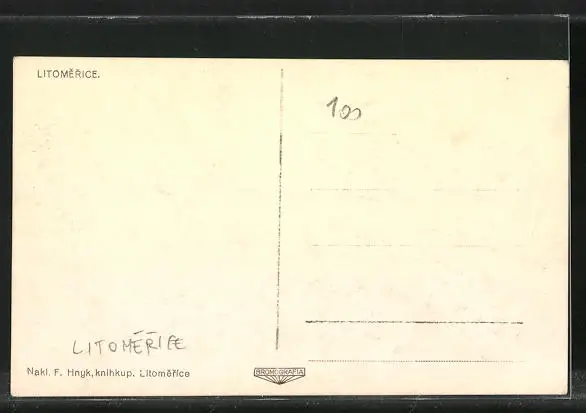 LITOMĚŘICE.
100
LITOMĚŘICE
Nakl. F. Hnyk, knihkup. Litoměřice
BROMOGRAFIA